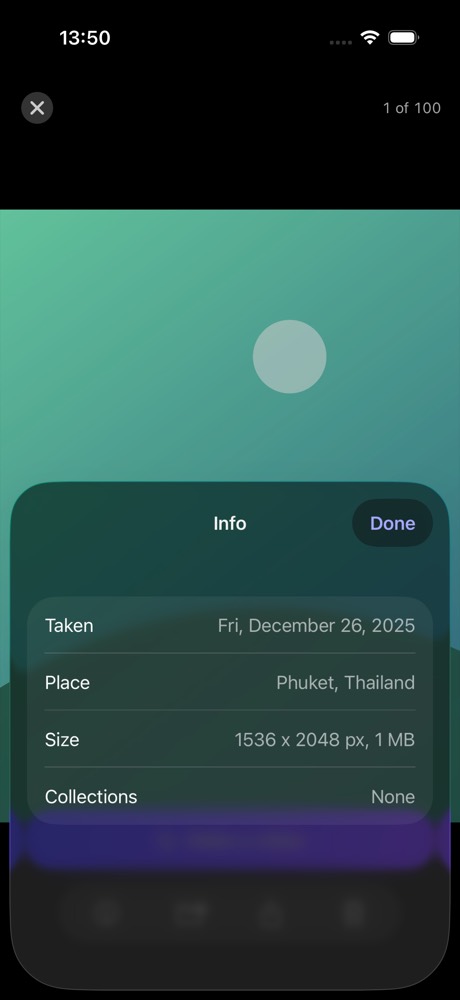 13:50
1 of 100
Info
Done
Taken
Fri, December 26, 2025
Place
Phuket, Thailand
Size
1536 x 2048 px, 1 MB
Collections
None